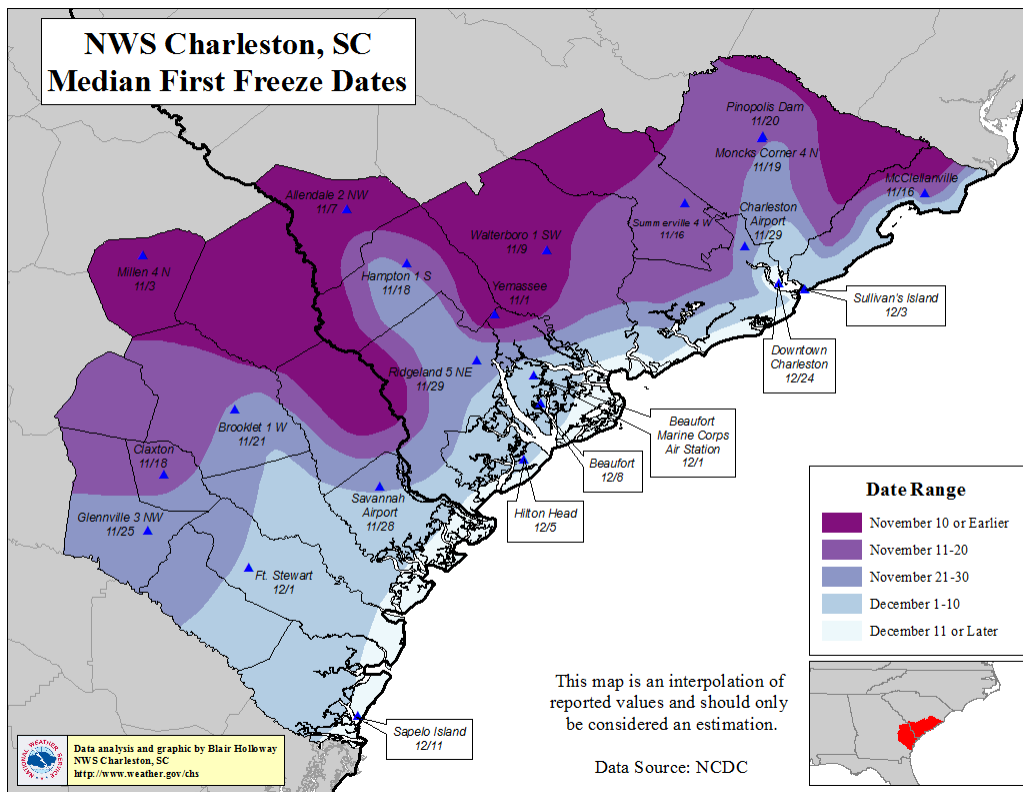 NWS Charleston, SC
Median First Freeze Dates
Pinopolis Dam
11/20
Moncks Corner 4 N
11/19
McClellanville
11/16
Allendale 2 NW
11/7
Charleston
Airport
11/29
Summerville 4 W
11/16
Walterboro 1 SW
11/9
Millen 4 N
11/3
Hampton 1 S
11/18
Yemassee
11/1
Sullivan's Island
12/3
Downtown
Charleston
12/24
Ridgeland 5 NE
11/29
Brooklet 1 W
11/21
Beaufort
Marine Corps
Air Station
12/1
Claxton
11/18
Beaufort
12/8
Savannah
Airport
11/28
Hilton Head
12/5
Glennville 3 NW
11/25
Ft. Stewart
12/1
Sapelo Island
12/11
Date Range
November 10 or Earlier
November 11-20
November 21-30
December 1-10
December 11 or Later
This map is an interpolation of
reported values and should only
be considered an estimation.
Data Source: NCDC
NATIONAL WEATHER SERVICE
Data analysis and graphic by Blair Holloway
NWS Charleston, SC
http://www.weather.gov/chs